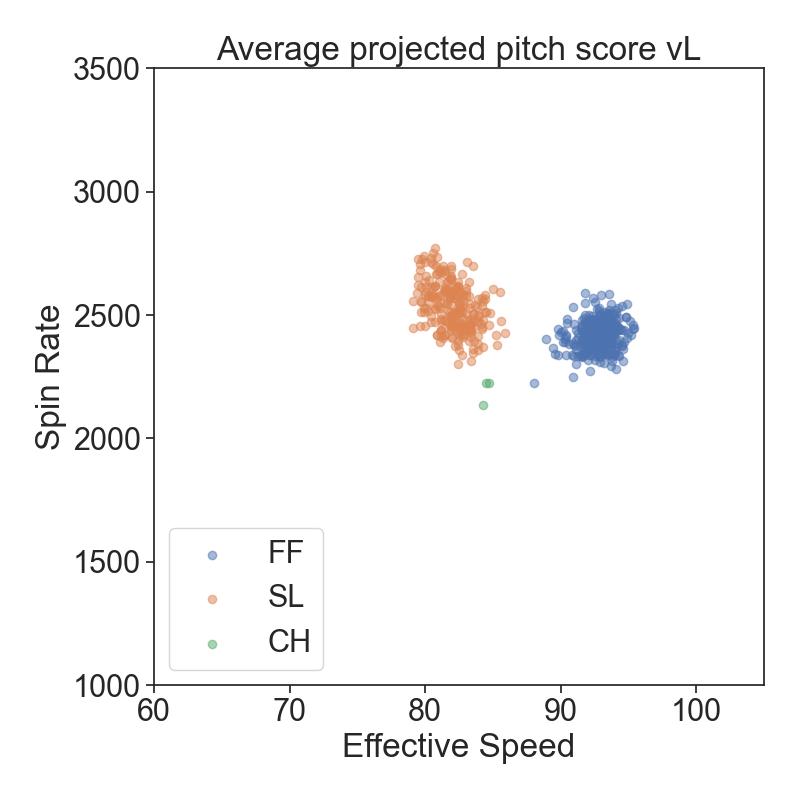 Average projected pitch score vL
3500
3000
2500
2000
1500
1000
Spin Rate
FF
SL
CH
60 70 80 90 100
Effective Speed